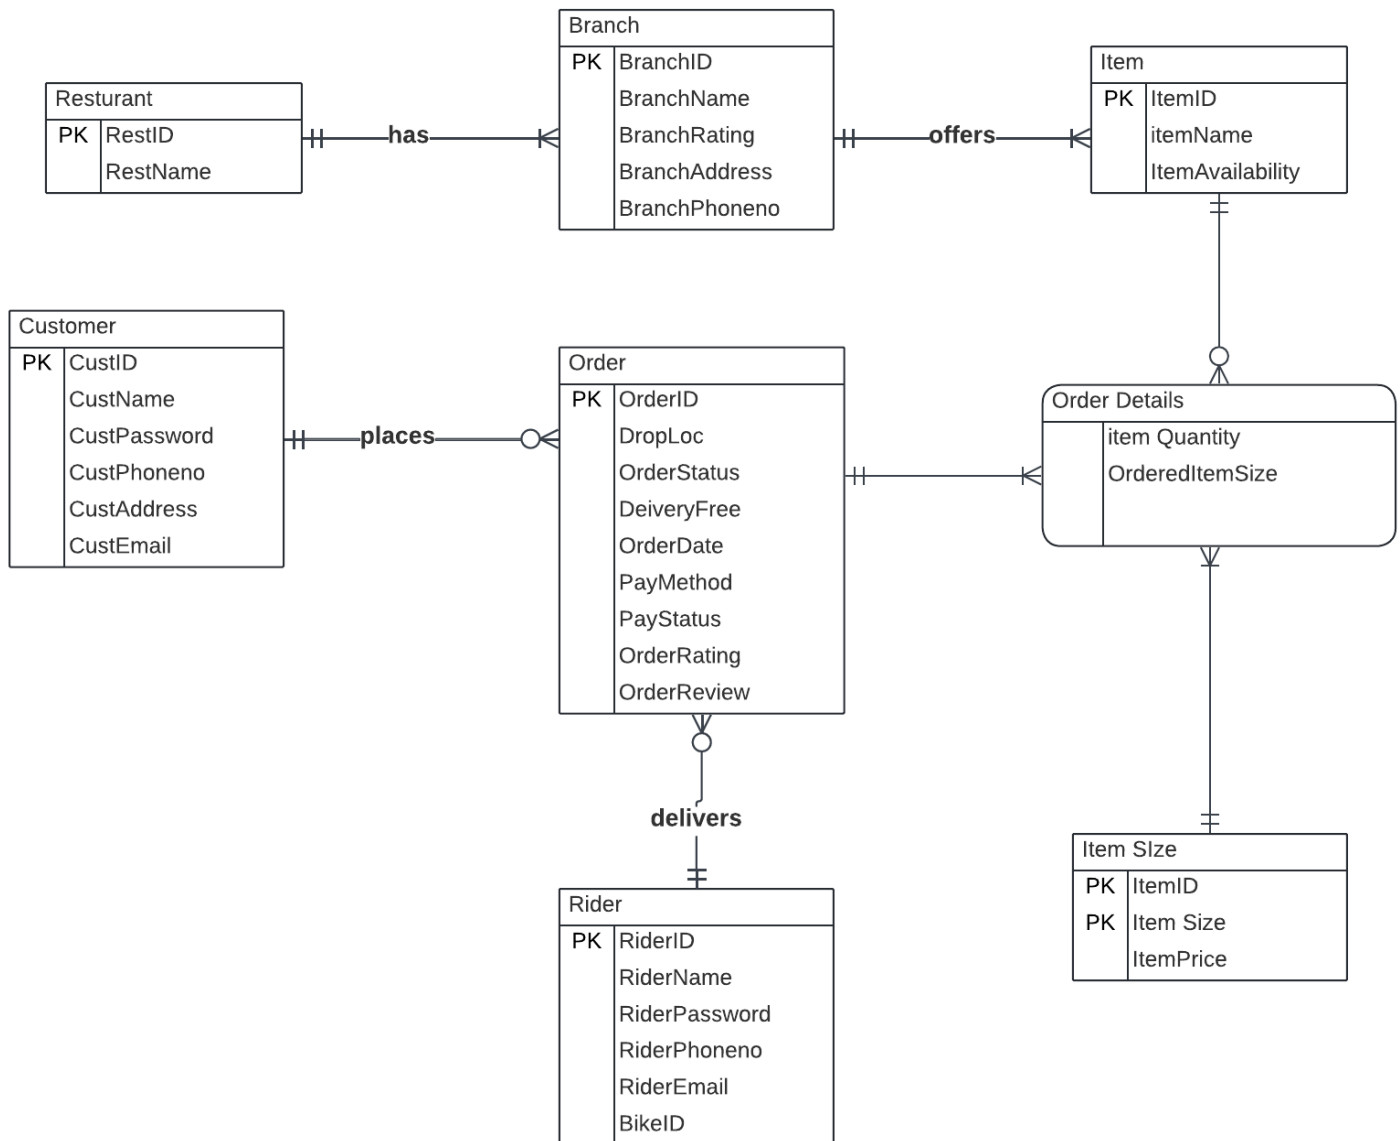 Branch
PK BranchID
BranchName
BranchRating
BranchAddress
BranchPhoneno
Item
PK ItemID
itemName
ItemAvailability
Resturant
PK RestID
RestName
has
offers
Customer
PK CustID
CustName
CustPassword
CustPhoneno
CustAddress
CustEmail
places
Order
PK OrderID
DropLoc
OrderStatus
DeiveryFree
OrderDate
PayMethod
PayStatus
OrderRating
OrderReview
Order Details
item Quantity
OrderedItemSize
delivers
Item SIze
PK ItemID
PK Item Size
ItemPrice
Rider
PK RiderID
RiderName
RiderPassword
RiderPhoneno
RiderEmail
BikeID